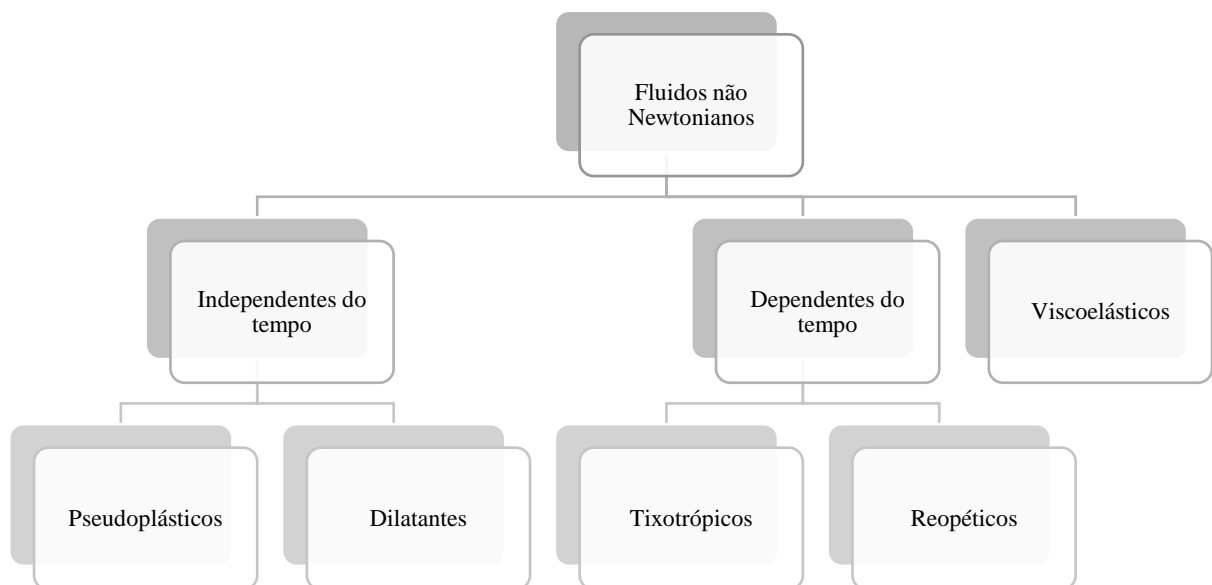 Fluidos não
Newtonianos
Independentes do
tempo
Dependentes do
tempo
Viscoelásticos
Pseudoplásticos
Dilatantes
Tixotrópicos
Reopéticos